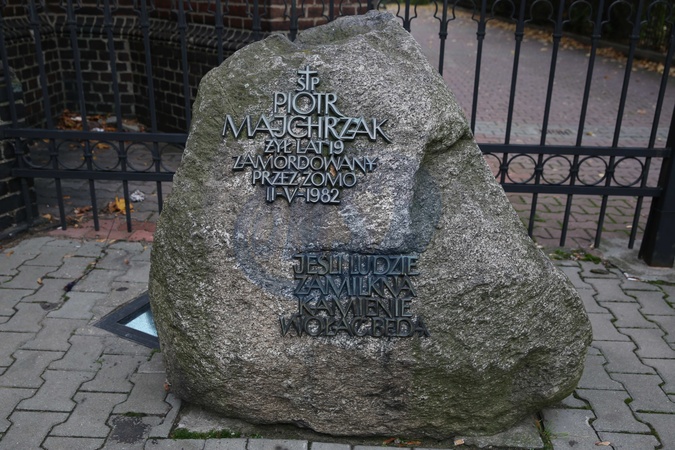 ŚP
PIOTR
MAJCHRZAK
ŻYŁ LAT 19
ZAMORDOWANY
PRZEZ ZOMO
11-V-1982
JEŚLI LUDZIE
ZAMILKNĄ
KAMIENIE
WOŁAĆ BĘDĄ